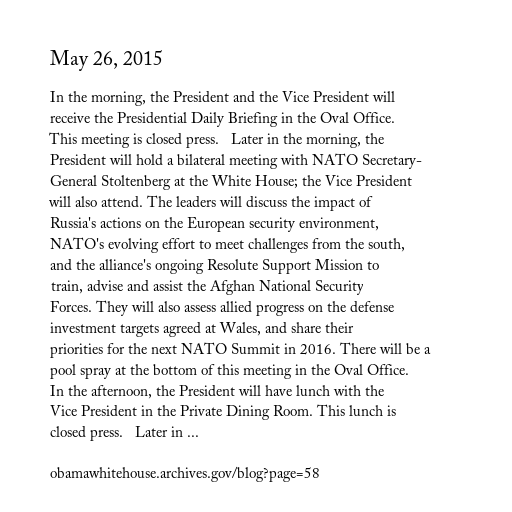 May 26, 2015
In the morning, the President and the Vice President will
receive the Presidential Daily Briefing in the Oval Office.
This meeting is closed press.   Later in the morning, the
President will hold a bilateral meeting with NATO Secretary-
General Stoltenberg at the White House; the Vice President
will also attend. The leaders will discuss the impact of
Russia's actions on the European security environment,
NATO's evolving effort to meet challenges from the south,
and the alliance's ongoing Resolute Support Mission to
train, advise and assist the Afghan National Security
Forces. They will also assess allied progress on the defense
investment targets agreed at Wales, and share their
priorities for the next NATO Summit in 2016. There will be a
pool spray at the bottom of this meeting in the Oval Office.
In the afternoon, the President will have lunch with the
Vice President in the Private Dining Room. This lunch is
closed press.   Later in ...
obamawhitehouse.archives.gov/blog?page=58